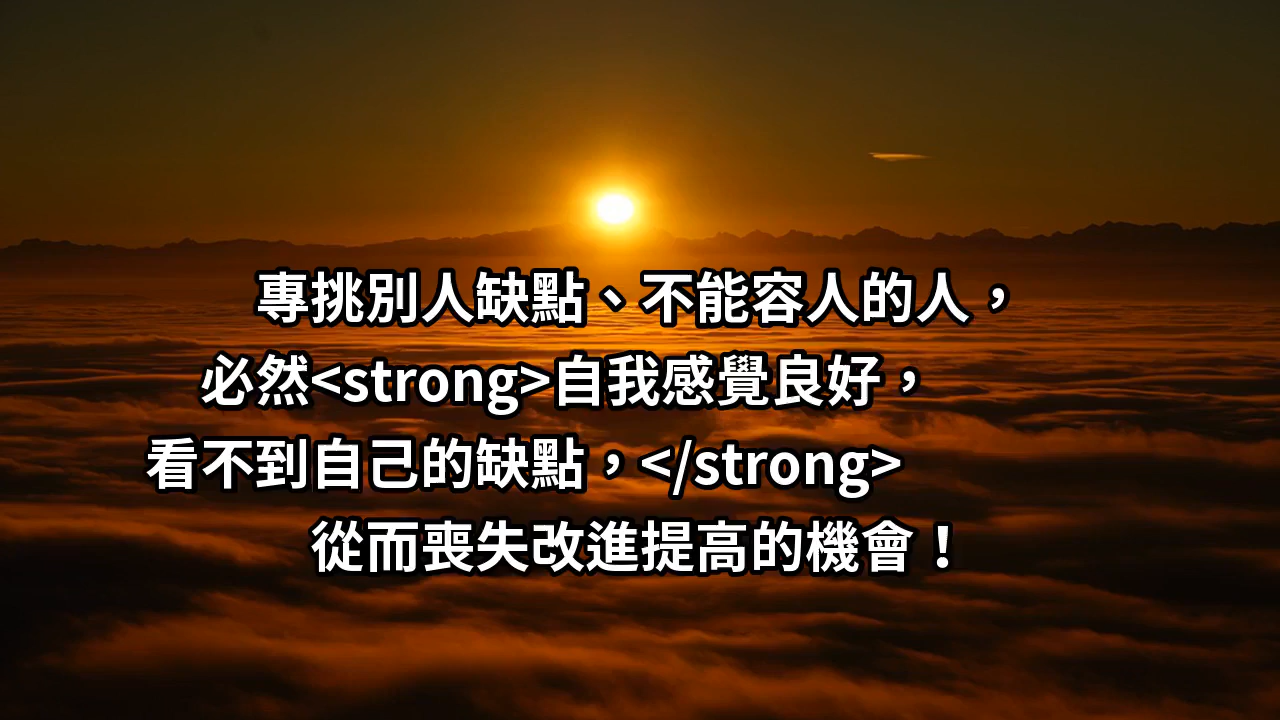 專挑別人缺點、不能容人的人，
必然<strong>自我感覺良好，
看不到自己的缺點，</strong>
從而喪失改進提高的機會！